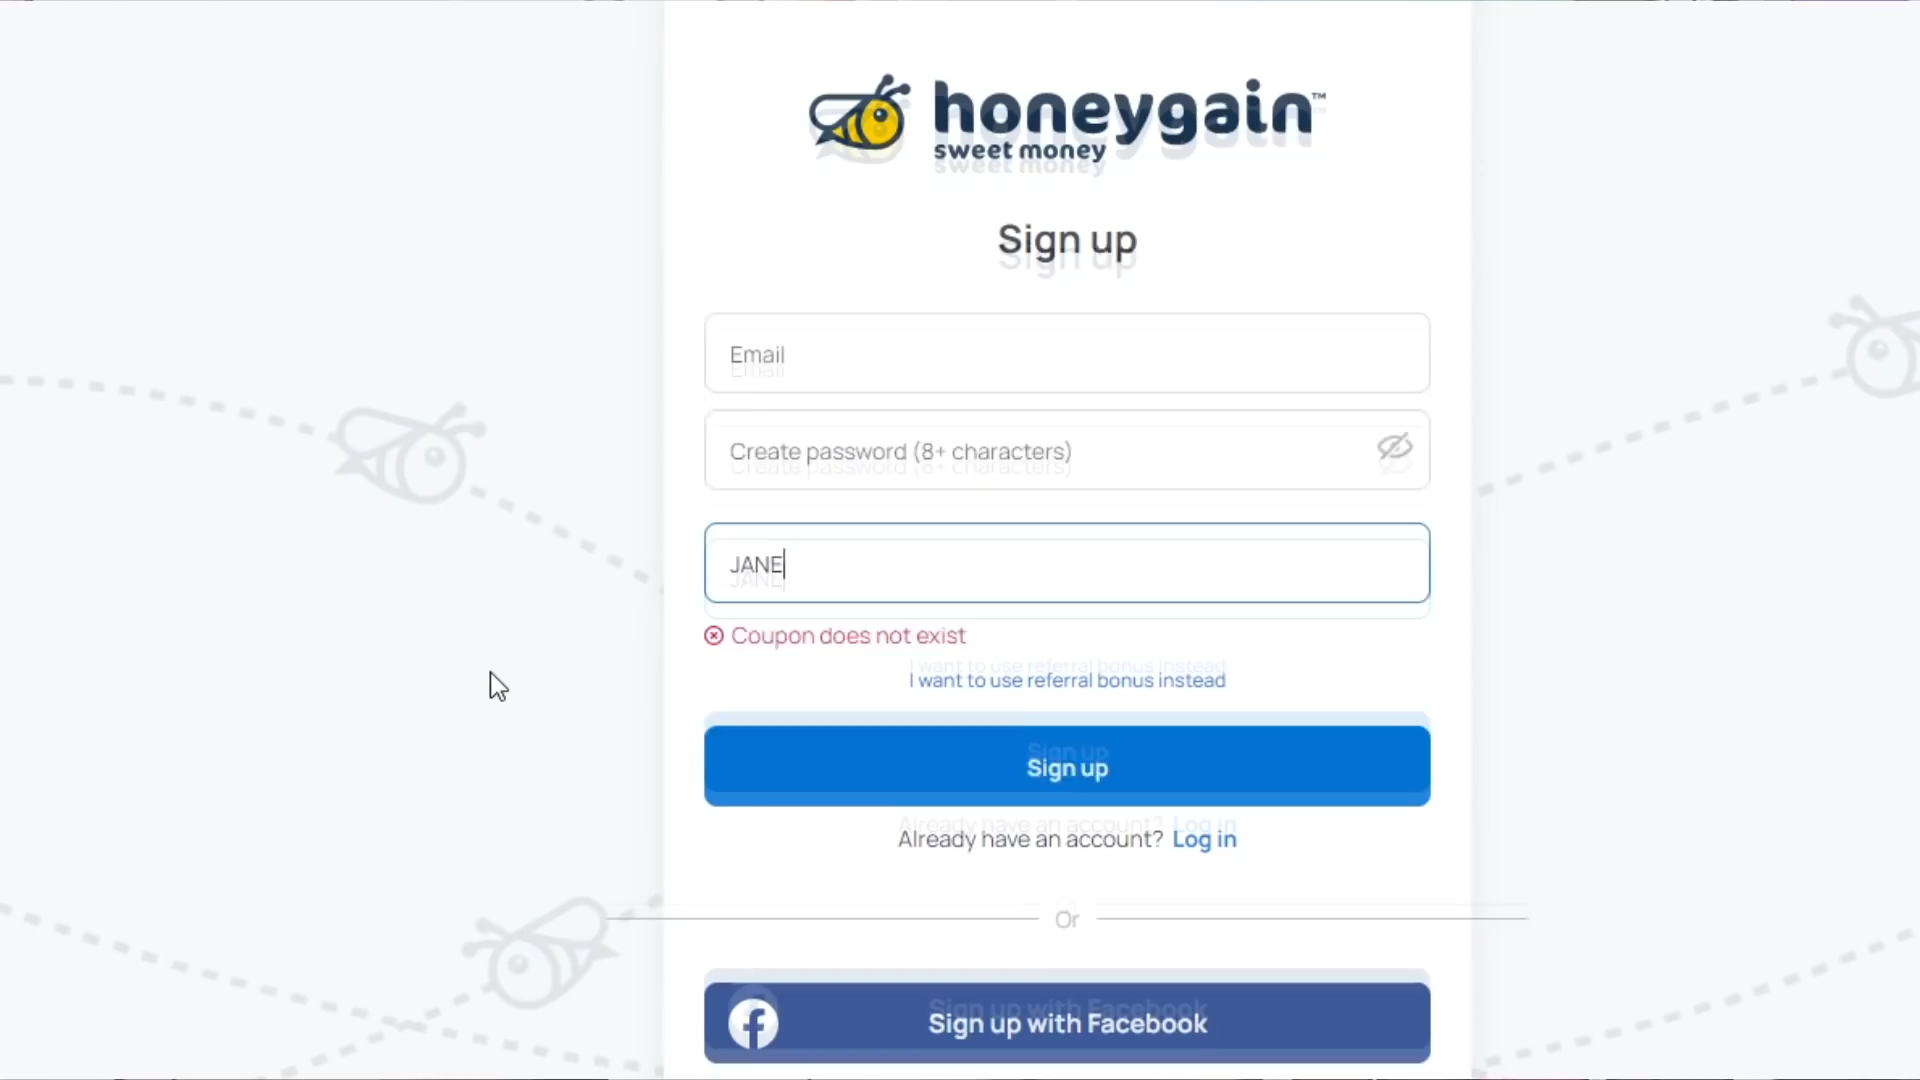 honeygain™
sweet money
Sign up
Email
Create password (8+ characters)
JANE
Coupon does not exist
I want to use referral bonus instead
Sign up
Already have an account? Log in
Or
Sign up with Facebook